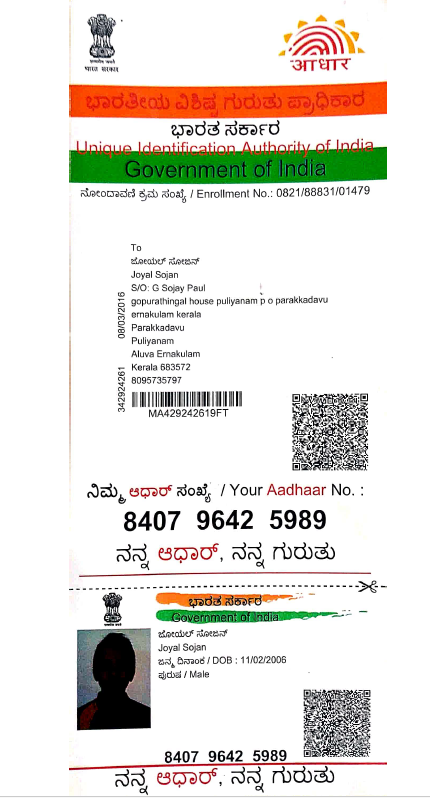 भारत सरकार
आधार
ಭಾರತೀಯ ವಿಶಿಷ್ಟ ಗುರುತು ಪ್ರಾಧಿಕಾರ
ಭಾರತ ಸರ್ಕಾರ
Unique Identification Authority of India
Government of India
ನೋಂದಾವಣಿ ಕ್ರಮ ಸಂಖ್ಯೆ / Enrollment No.: 0821/88831/01479
To
ಜೋಯಲ್ ಸೋಜನ್
Joyal Sojan
S/O: G Sojay Paul
gopurathingal house puliyanam p o parakkadavu
ernakulam kerala
Parakkadavu
Puliyanam
Aluva Ernakulam
Kerala 683572
8095735797
08/03/2016
342924261
MA429242619FT
ನಿಮ್ಮ ಆಧಾರ್ ಸಂಖ್ಯೆ / Your Aadhaar No. :
8407 9642 5989
ನನ್ನ ಆಧಾರ್, ನನ್ನ ಗುರುತು
ಭಾರತ ಸರ್ಕಾರ
Government of India
ಜೋಯಲ್ ಸೋಜನ್
Joyal Sojan
ಜನ್ಮ ದಿನಾಂಕ / DOB : 11/02/2006
ಪುರುಷ / Male
8407 9642 5989
ನನ್ನ ಆಧಾರ್, ನನ್ನ ಗುರುತು